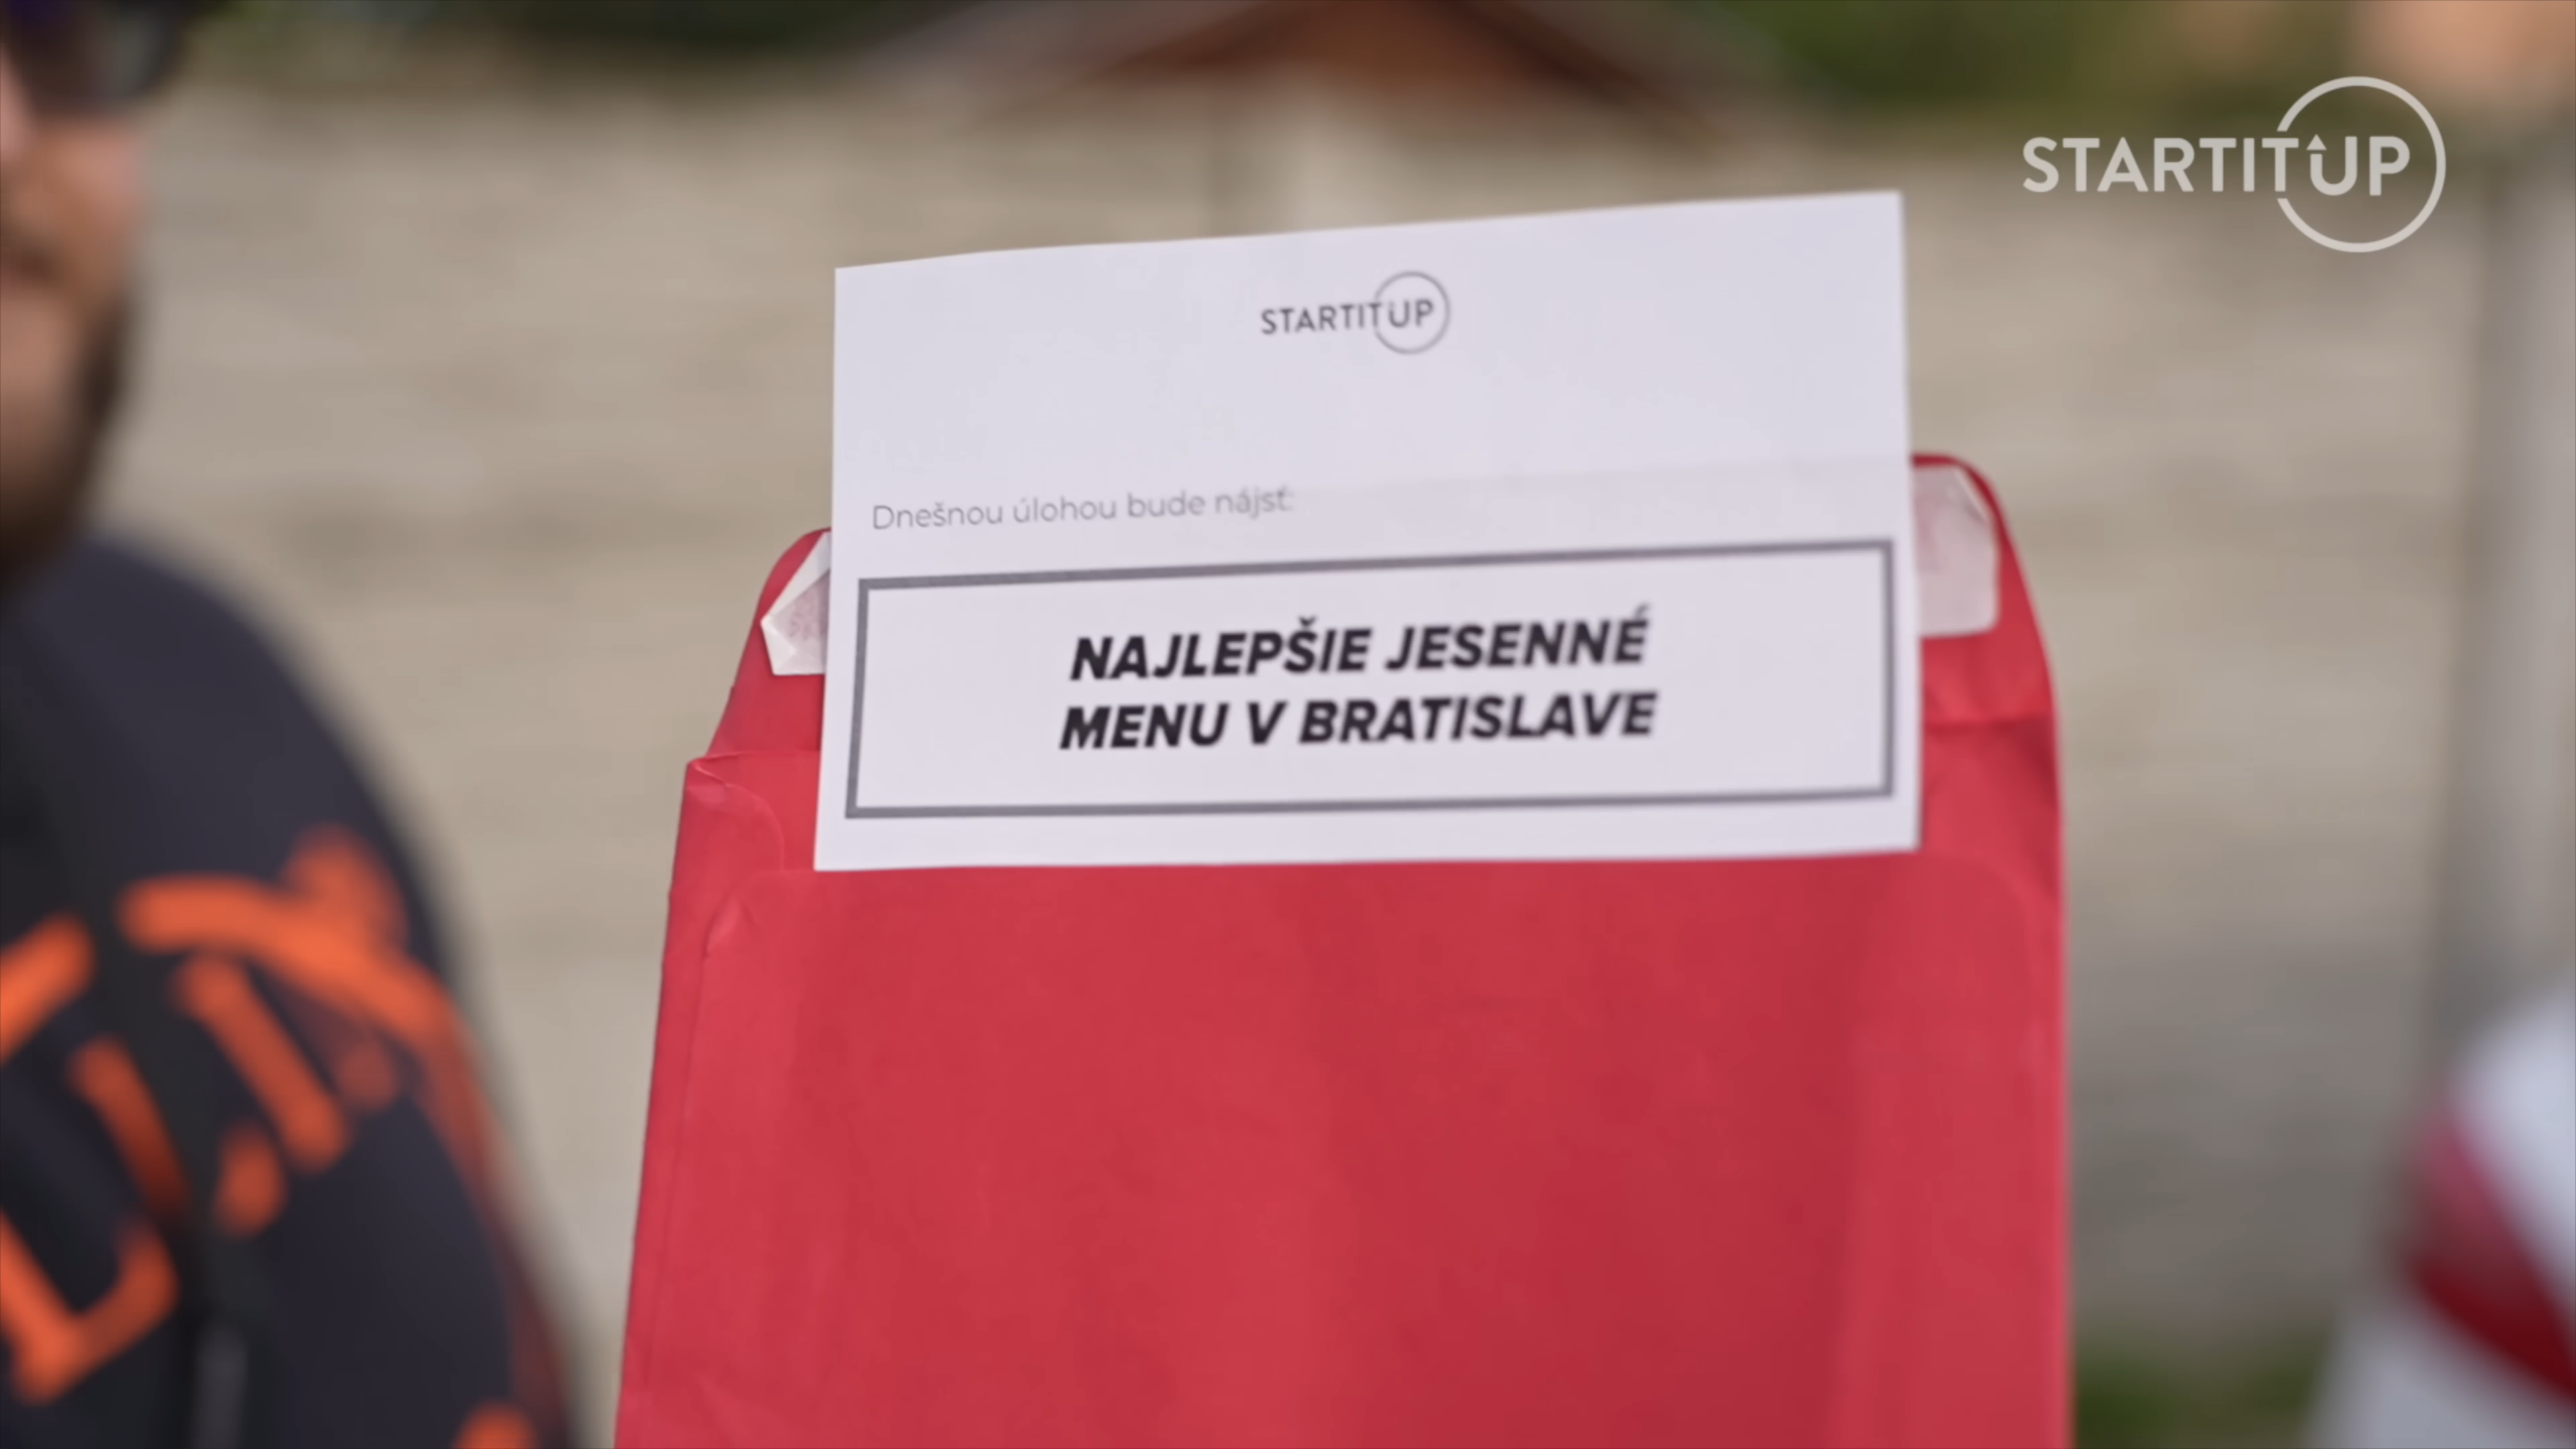 STARTITUP
STARTITUP
Dnešnou úlohou bude nájsť:
NAJLEPŠIE JESENNÉ
MENU V BRATISLAVE